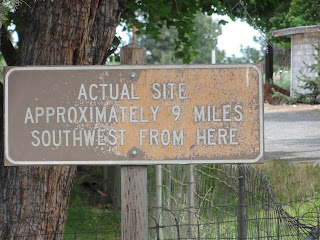 ACTUAL SITE
APPROXIMATELY 9 MILES
SOUTHWEST FROM HERE